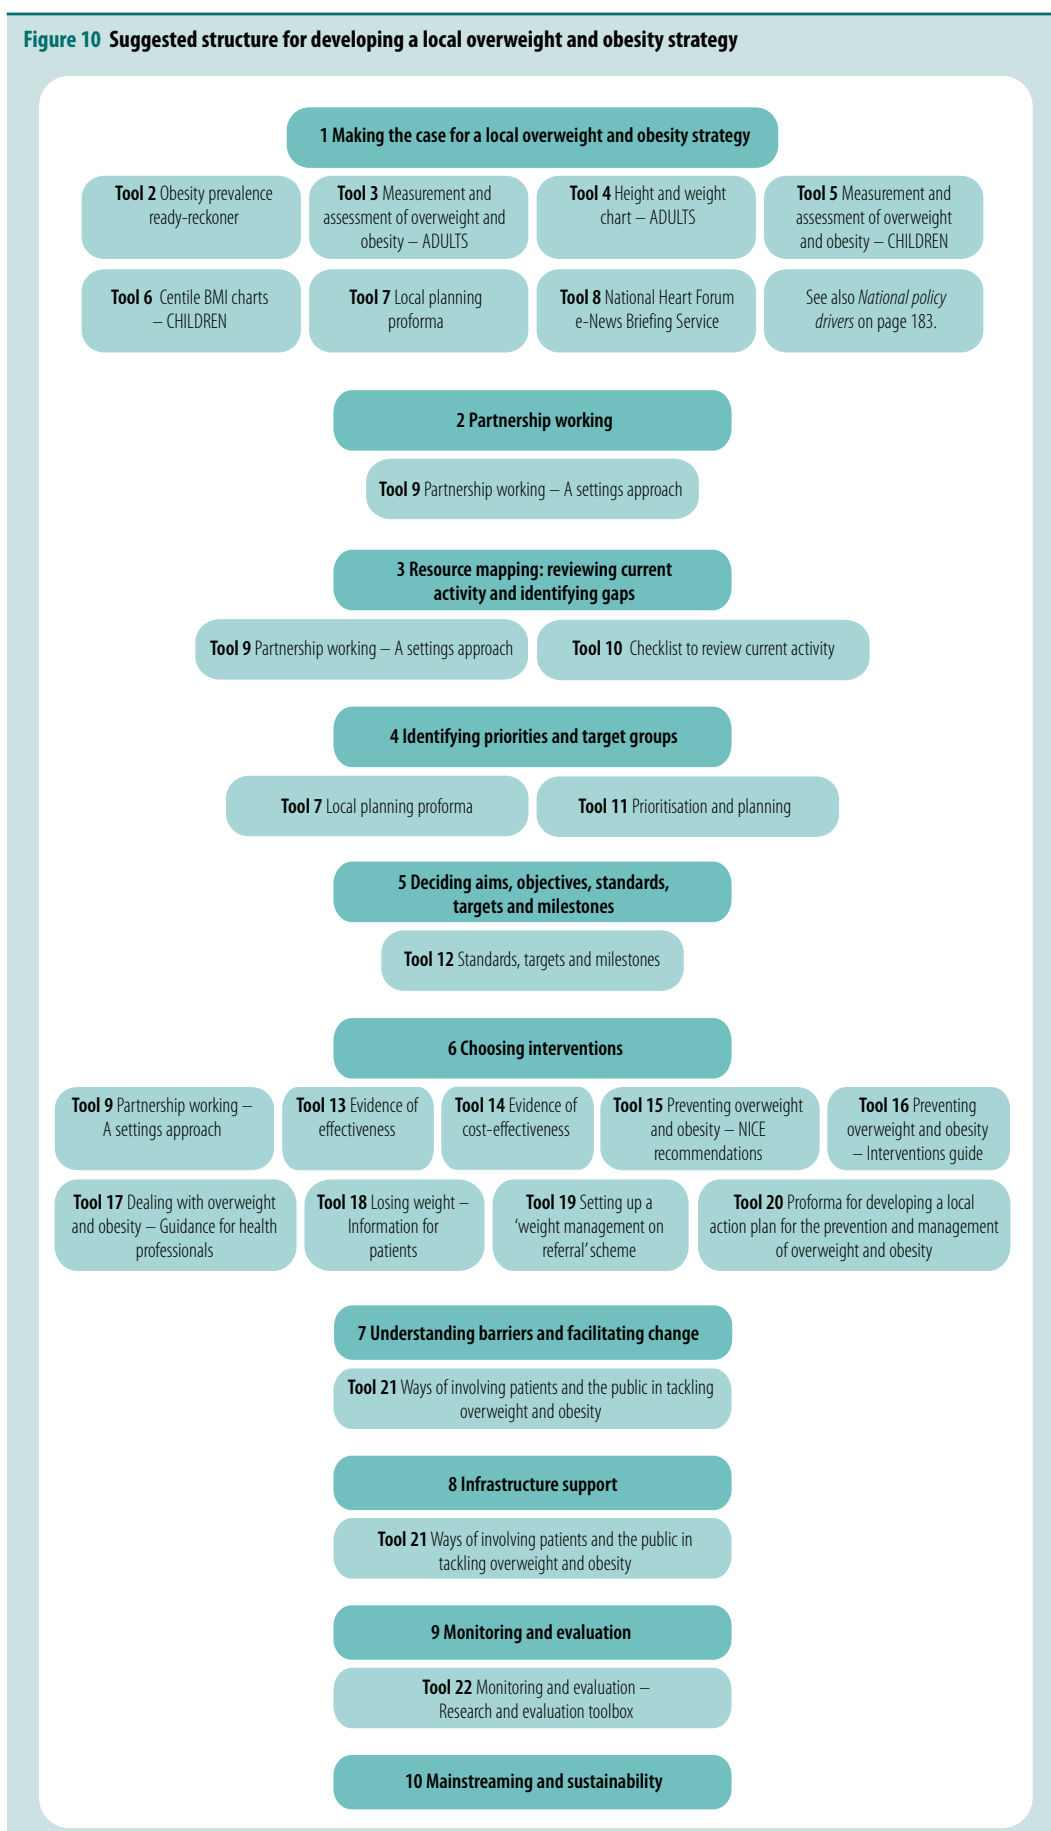 Figure 10 Suggested structure for developing a local overweight and obesity strategy
1 Making the case for a local overweight and obesity strategy
Tool 2 Obesity prevalence
ready-reckoner
Tool 3 Measurement and
assessment of overweight and
obesity – ADULTS
Tool 4 Height and weight
chart – ADULTS
Tool 5 Measurement and
assessment of overweight
and obesity – CHILDREN
Tool 6 Centile BMI charts
– CHILDREN
Tool 7 Local planning
proforma
Tool 8 National Heart Forum
e-News Briefing Service
See also National policy
drivers on page 183.
2 Partnership working
Tool 9 Partnership working – A settings approach
3 Resource mapping: reviewing current
activity and identifying gaps
Tool 9 Partnership working – A settings approach
Tool 10 Checklist to review current activity
4 Identifying priorities and target groups
Tool 7 Local planning proforma
Tool 11 Prioritisation and planning
5 Deciding aims, objectives, standards,
targets and milestones
Tool 12 Standards, targets and milestones
6 Choosing interventions
Tool 9 Partnership working –
A settings approach
Tool 13 Evidence of
effectiveness
Tool 14 Evidence of
cost-effectiveness
Tool 15 Preventing overweight
and obesity – NICE
recommendations
Tool 16 Preventing
overweight and obesity
– Interventions guide
Tool 17 Dealing with overweight
and obesity – Guidance for health
professionals
Tool 18 Losing weight –
Information for
patients
Tool 19 Setting up a
‘weight management on
referral’ scheme
Tool 20 Proforma for developing a local
action plan for the prevention and management
of overweight and obesity
7 Understanding barriers and facilitating change
Tool 21 Ways of involving patients and the public in tackling
overweight and obesity
8 Infrastructure support
Tool 21 Ways of involving patients and the public in
tackling overweight and obesity
9 Monitoring and evaluation
Tool 22 Monitoring and evaluation –
Research and evaluation toolbox
10 Mainstreaming and sustainability